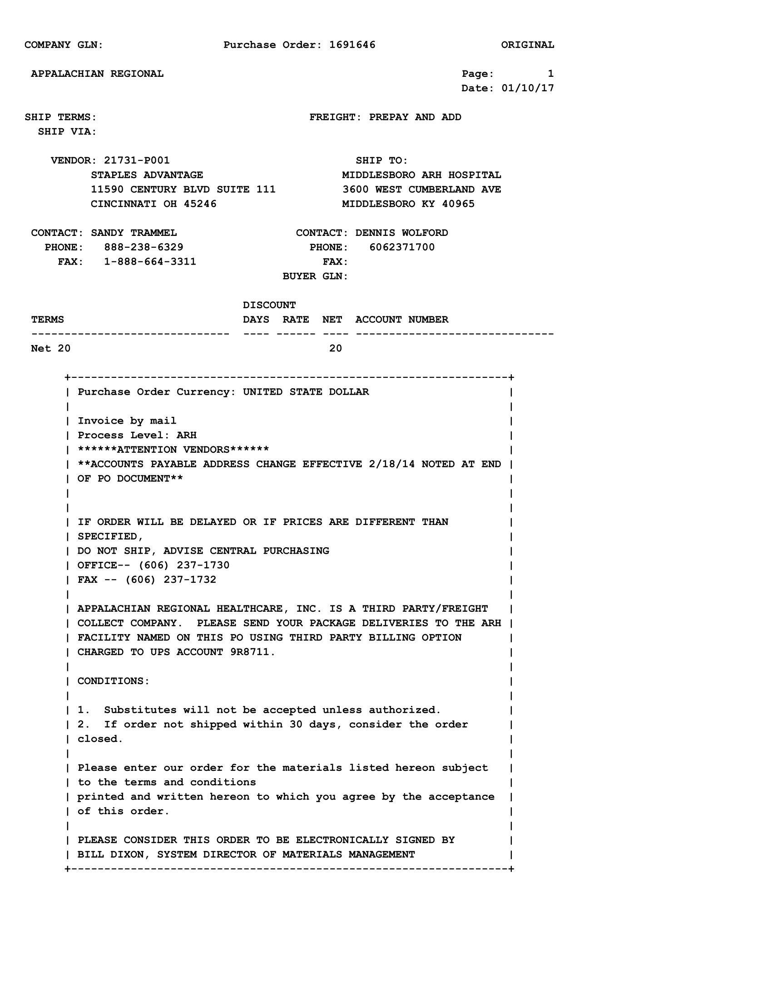 COMPANY GLN:                  Purchase Order: 1691646                   ORIGINAL
 APPALACHIAN REGIONAL                                             Page:        1
                                                                  Date: 01/10/17
SHIP TERMS:                                FREIGHT: PREPAY AND ADD
  SHIP VIA:
    VENDOR: 21731-P001                            SHIP TO:
          STAPLES ADVANTAGE                     MIDDLESBORO ARH HOSPITAL
          11590 CENTURY BLVD SUITE 111          3600 WEST CUMBERLAND AVE
          CINCINNATI OH 45246                   MIDDLESBORO KY 40965
 CONTACT: SANDY TRAMMEL                  CONTACT: DENNIS WOLFORD
   PHONE:   888-238-6329                   PHONE:   6062371700
     FAX:   1-888-664-3311                   FAX:
                                       BUYER GLN:
                                 DISCOUNT
 TERMS                           DAYS  RATE  NET  ACCOUNT NUMBER
 ------------------------------  ---- ------ ---- ------------------------------
 Net 20                                       20
      +------------------------------------------------------------------+
      | Purchase Order Currency: UNITED STATE DOLLAR                     |
      |                                                                  |
      | Invoice by mail                                                  |
      | Process Level: ARH                                               |
      | ******ATTENTION VENDORS******                                    |
      | **ACCOUNTS PAYABLE ADDRESS CHANGE EFFECTIVE 2/18/14 NOTED AT END |
      | OF PO DOCUMENT**                                                 |
      |                                                                  |
      |                                                                  |
      | IF ORDER WILL BE DELAYED OR IF PRICES ARE DIFFERENT THAN         |
      | SPECIFIED,                                                       |
      | DO NOT SHIP, ADVISE CENTRAL PURCHASING                           |
      | OFFICE-- (606) 237-1730                                          |
      | FAX -- (606) 237-1732                                            |
      |                                                                  |
      | APPALACHIAN REGIONAL HEALTHCARE, INC. IS A THIRD PARTY/FREIGHT   |
      | COLLECT COMPANY.  PLEASE SEND YOUR PACKAGE DELIVERIES TO THE ARH |
      | FACILITY NAMED ON THIS PO USING THIRD PARTY BILLING OPTION       |
      | CHARGED TO UPS ACCOUNT 9R8711.                                   |
      |                                                                  |
      | CONDITIONS:                                                      |
      |                                                                  |
      | 1.  Substitutes will not be accepted unless authorized.          |
      | 2.  If order not shipped within 30 days, consider the order      |
      | closed.                                                          |
      |                                                                  |
      | Please enter our order for the materials listed hereon subject   |
      | to the terms and conditions                                      |
      | printed and written hereon to which you agree by the acceptance  |
      | of this order.                                                   |
      |                                                                  |
      | PLEASE CONSIDER THIS ORDER TO BE ELECTRONICALLY SIGNED BY        |
      | BILL DIXON, SYSTEM DIRECTOR OF MATERIALS MANAGEMENT              |
      +------------------------------------------------------------------+